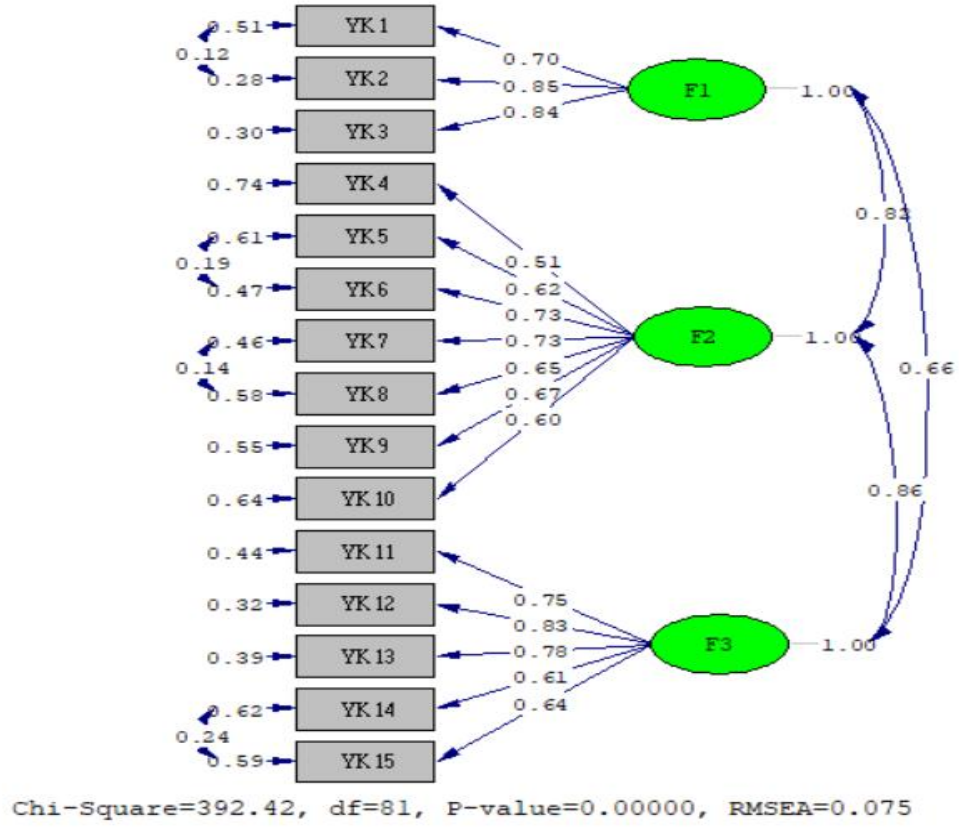 0.51 YK1
0.12
0.70
0.28 YK2
0.85
F1 1.00
0.30 YK3
0.84
0.74 YK4
0.51
0.82
0.61 YK5
0.62
0.19
0.47 YK6
0.73
0.46 YK7
0.73
F2 1.00
0.14
0.66
0.58 YK8
0.65
0.55 YK9
0.67
0.64 YK10
0.60
0.86
0.44 YK11
0.75
0.32 YK12
0.83
0.39 YK13
0.78
F3 1.00
0.62 YK14
0.61
0.24
0.59 YK15
0.64
Chi-Square=392.42, df=81, P-value=0.00000, RMSEA=0.075